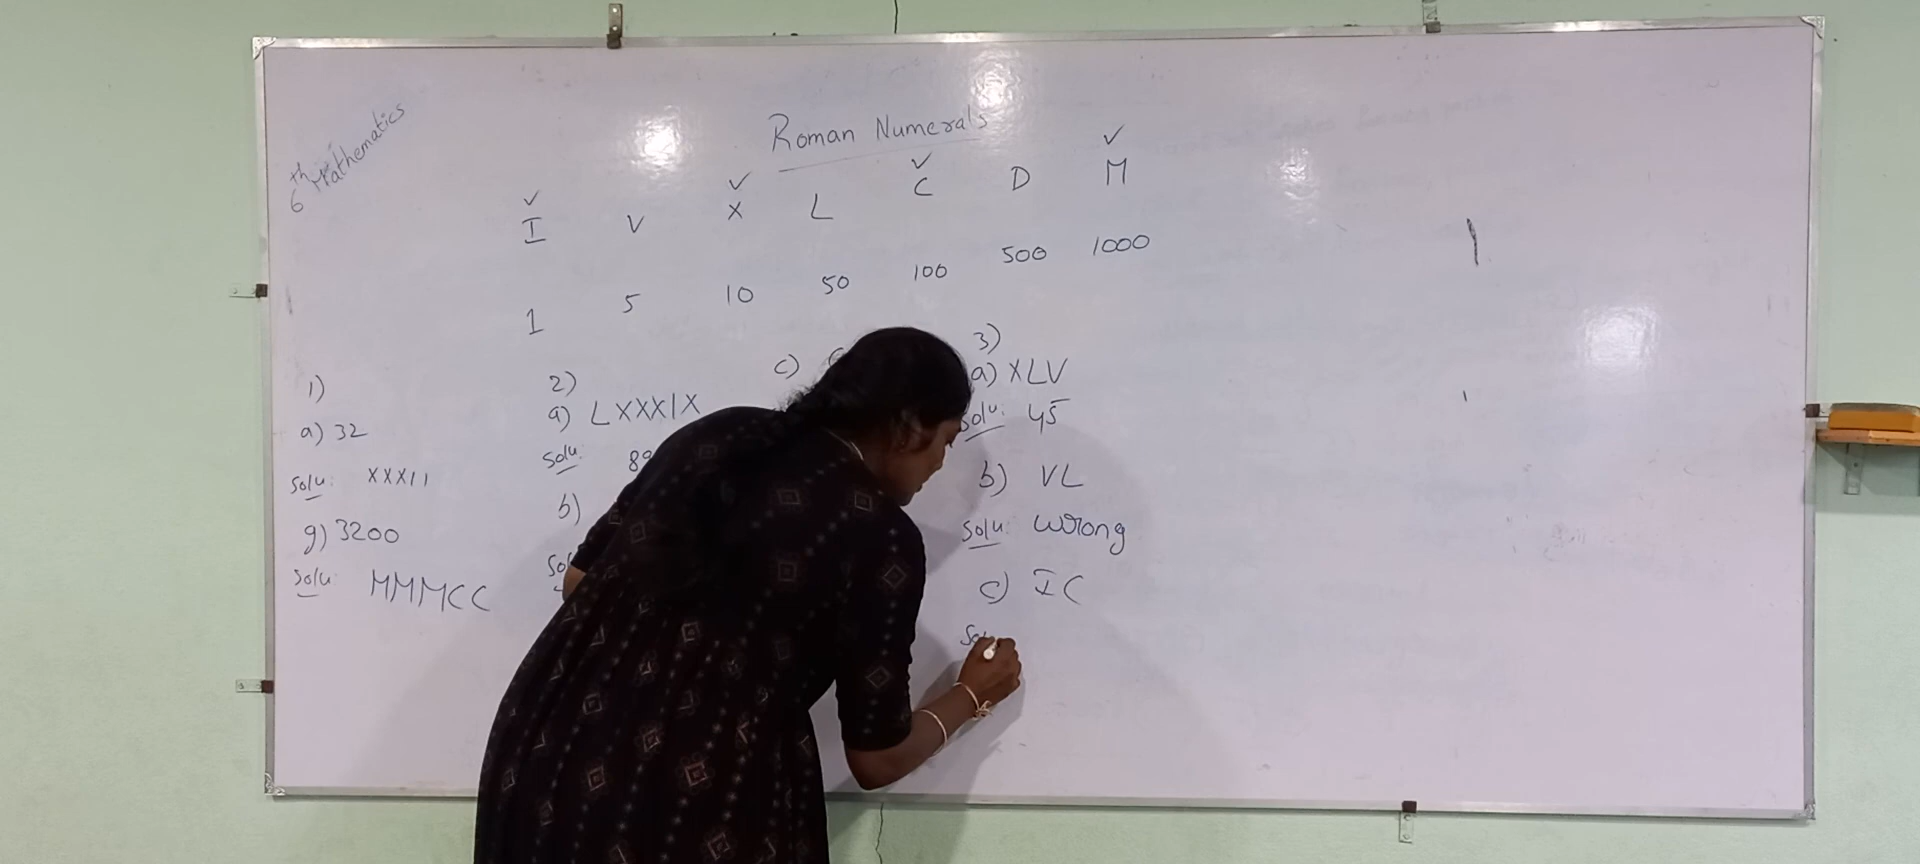 6th Mathematics
Roman Numerals
I V X L C D M
1 5 10 50 100 500 1000
1)
a) 32
Solu: XXXII
g) 3200
Solu: MMMCC
2)
a) LXXXIX
Solu: 89
b)
c)
3)
a) XLV
Solu: 45
b) VL
Solu: wrong
c) IC